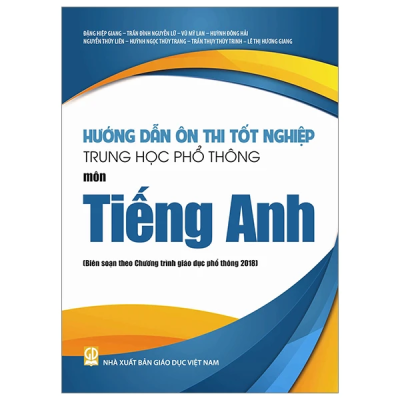 ĐẶNG HIỆP GIANG – TRẦN ĐÌNH NGUYỄN LỮ – VŨ MỸ LAN – HUỲNH ĐÔNG HẢI
NGUYỄN THÚY LIÊN – HUỲNH NGỌC THÙY TRANG – TRẦN THỤY THÙY TRINH – LÊ THỊ HƯƠNG GIANG
HƯỚNG DẪN ÔN THI TỐT NGHIỆP
TRUNG HỌC PHỔ THÔNG
môn
Tiếng Anh
(Biên soạn theo Chương trình giáo dục phổ thông 2018)
NHÀ XUẤT BẢN GIÁO DỤC VIỆT NAM